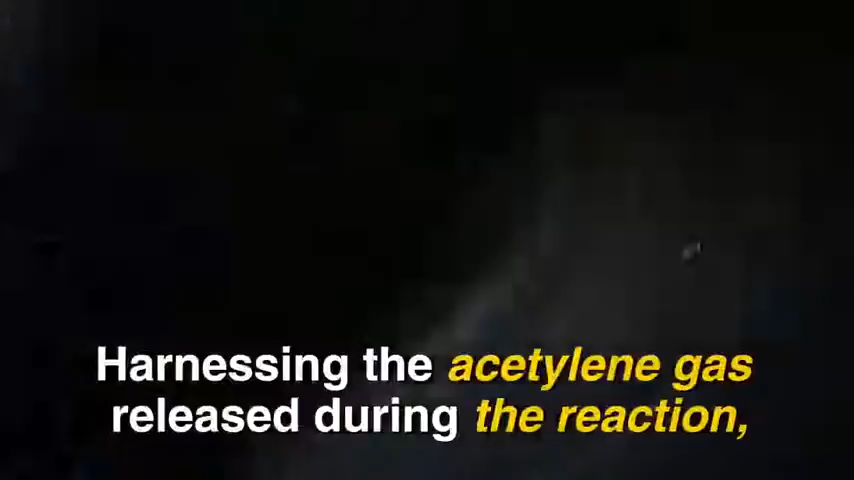 Harnessing the acetylene gas
released during the reaction,